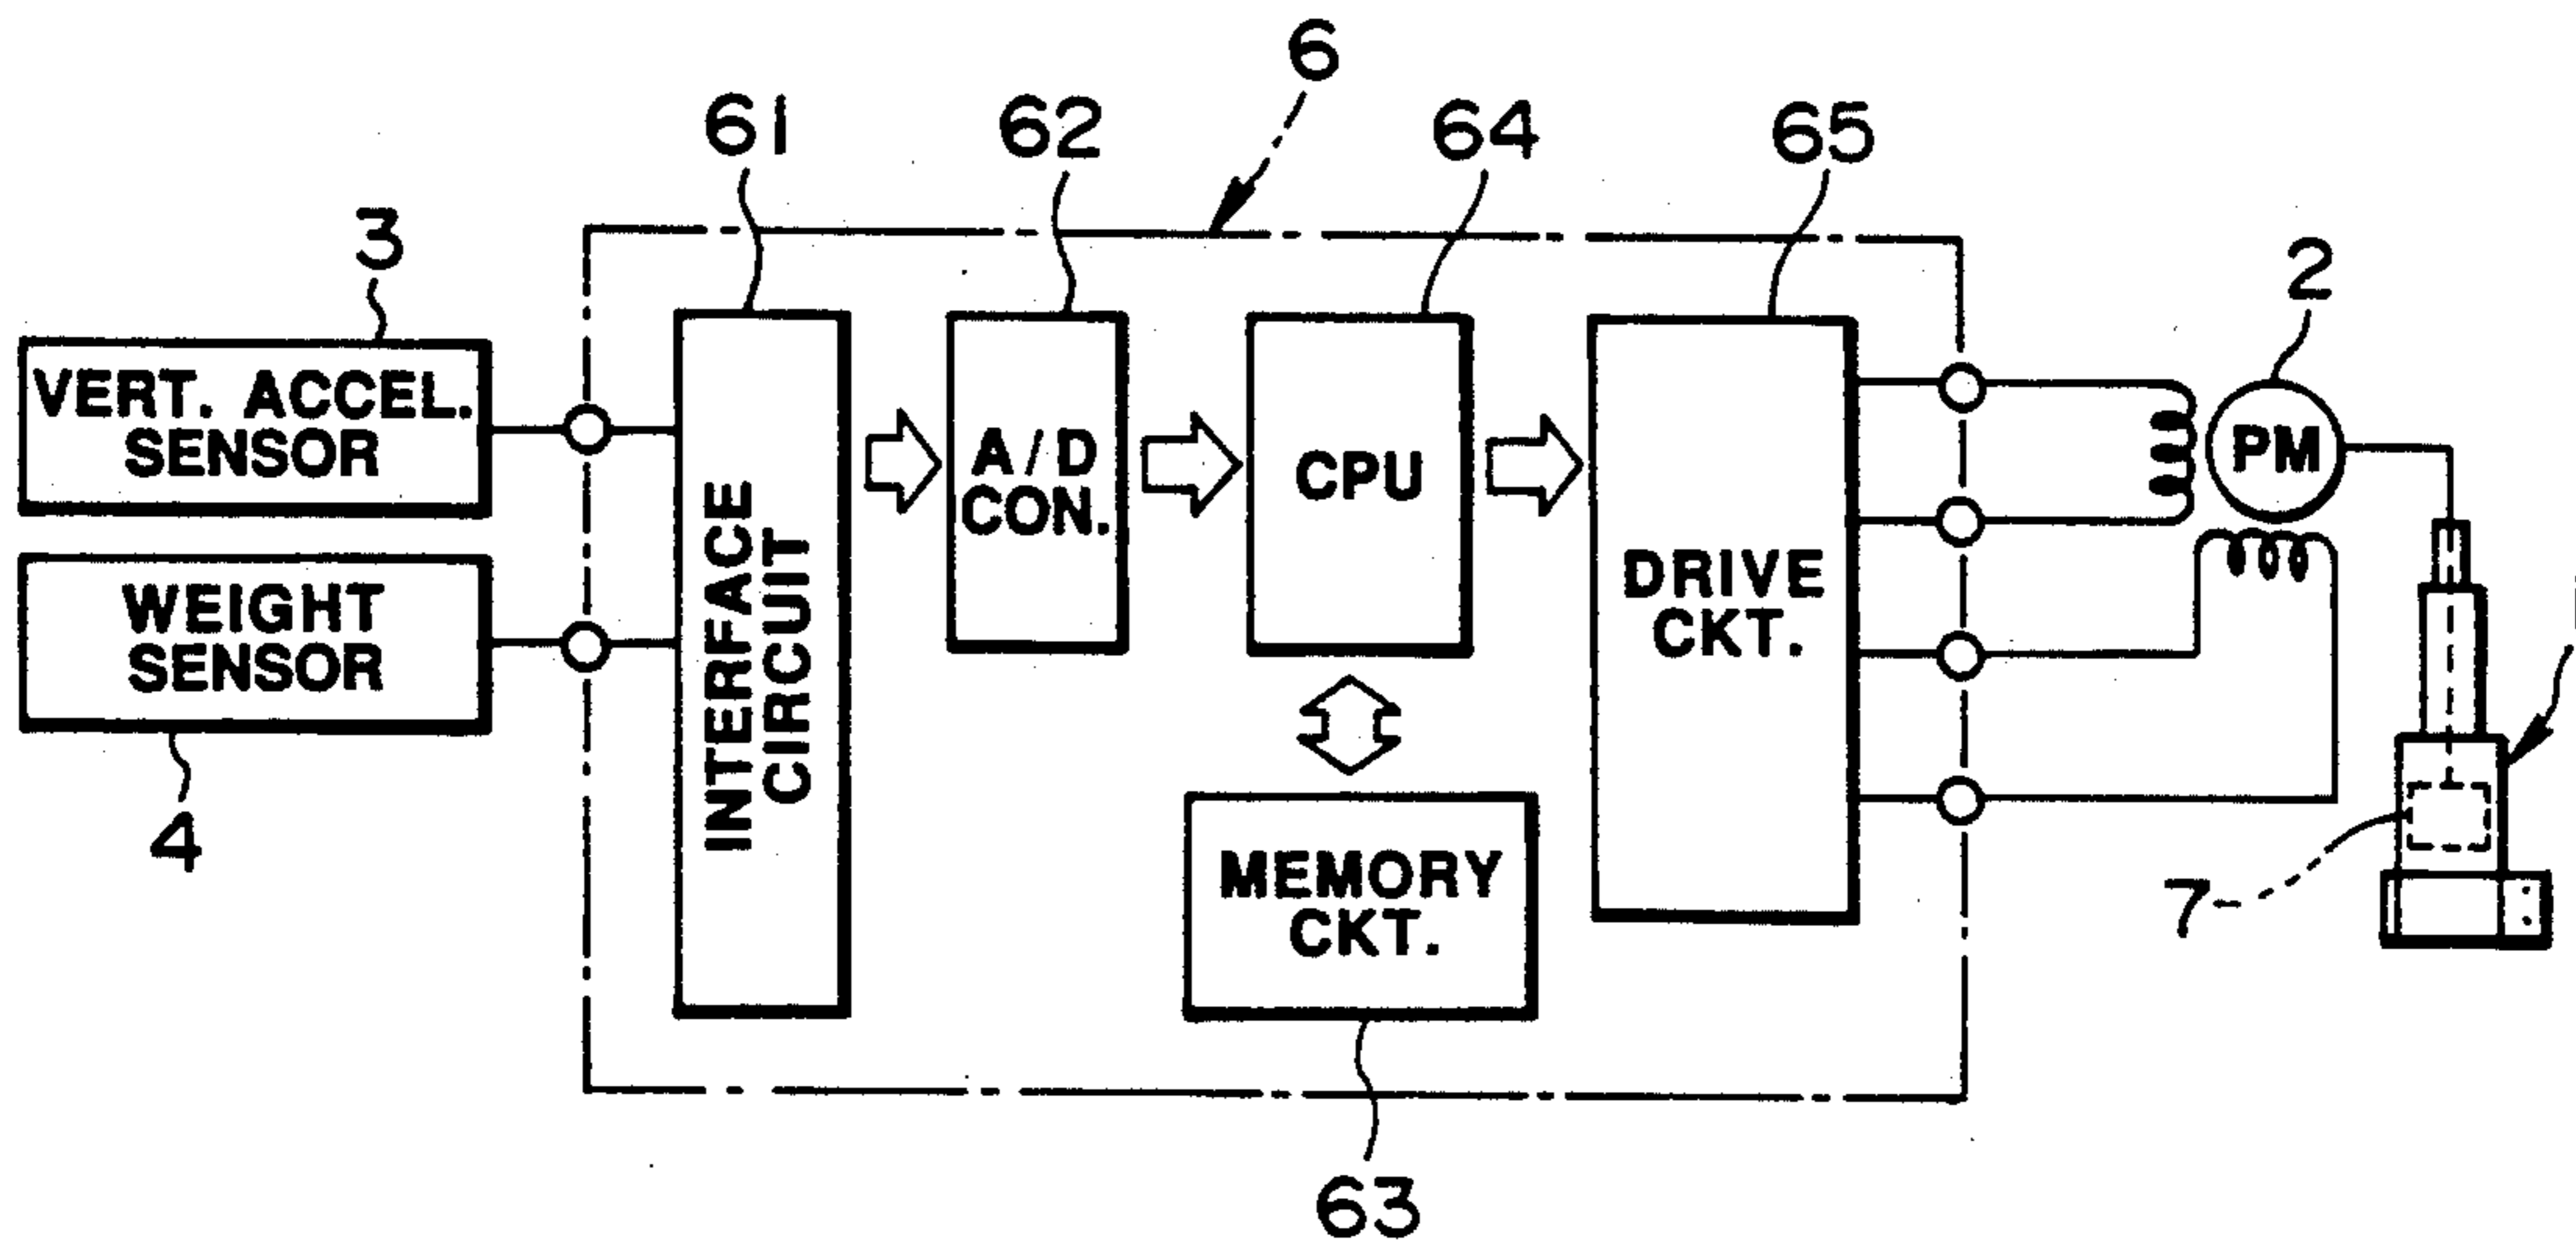 6
61
62
64
65
3
2
VERT. ACCEL.
SENSOR
WEIGHT
SENSOR
4
INTERFACE
CIRCUIT
A/D
CON.
CPU
DRIVE
CKT.
PM
MEMORY
CKT.
7
63